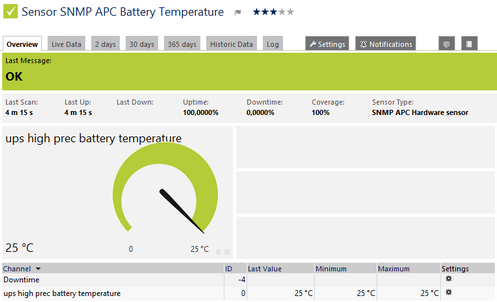 Sensor SNMP APC Battery Temperature
Overview Live Data 2 days 30 days 365 days Historic Data Log Settings Notifications
Last Message:
OK
Last Scan: Last Up: Last Down: Uptime: Downtime: Coverage: Sensor Type:
4 m 15 s 4 m 15 s 100,0000% 0,0000% 100% SNMP APC Hardware sensor
ups high prec battery temperature
25 °C 0 25 °C
Channel ID Last Value Minimum Maximum Settings
Downtime -4
ups high prec battery temperature 0 25 °C 25 °C 25 °C